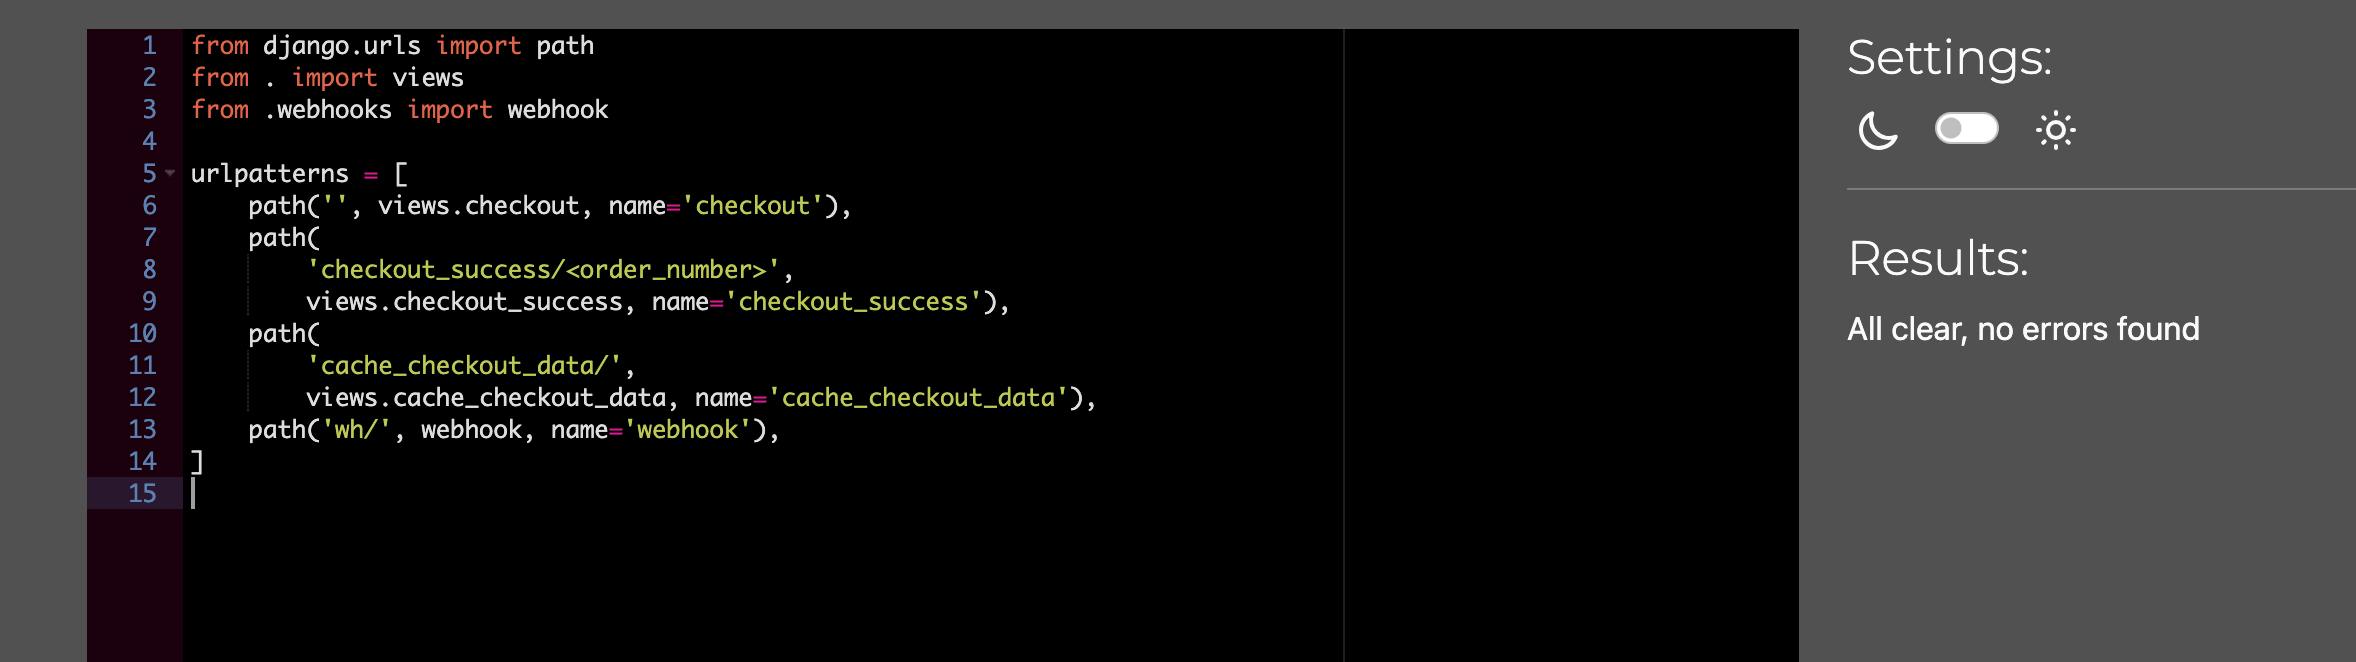 1 from django.urls import path
2 from . import views
3 from .webhooks import webhook
4
5 urlpatterns = [
6     path('', views.checkout, name='checkout'),
7     path(
8         'checkout_success/<order_number>',
9         views.checkout_success, name='checkout_success'),
10     path(
11         'cache_checkout_data/',
12         views.cache_checkout_data, name='cache_checkout_data'),
13     path('wh/', webhook, name='webhook'),
14 ]
15
Settings:
Results:
All clear, no errors found